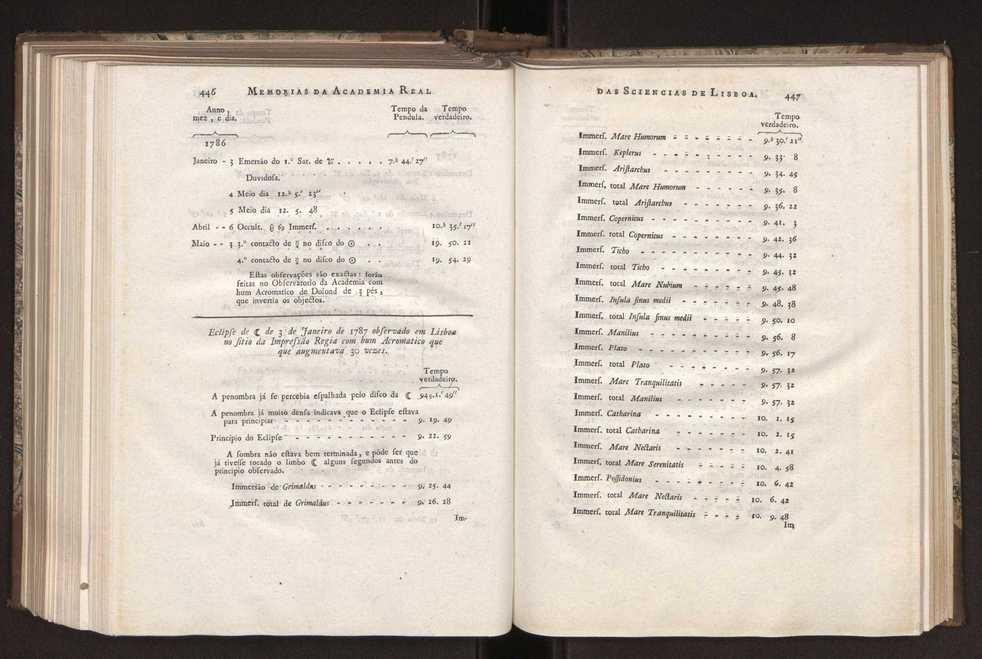 446 MEMORIAS DA ACADEMIA REAL
Anno, mez, e dia. Tempo da Pendula. Tempo verdadeiro.
1786
Janeiro - 3 Emersão do 1.º Sat. de ♃ . . . . . 7.h 44.' 27''
Duvidosa.
4 Meio dia 12.h 5.' 23''
5 Meio dia 12. 5. 48
Abril - - 6 Occult. Immers. . . . . . . 10.h 35.' 17''
Maio - - 3 3.º contacto de ☿ no disco do ☉ . . 19. 50. 21
4.º contacto de ☿ no disco do ☉ . . 19. 54. 29
Estas observações são exactas: forão
feitas no Observatorio da Academia com
hum Acromatico de Dolond de 3 pés,
que invertia os objectos.
Eclipse de ☾ de 3 de Janeiro de 1787 observado em Lisboa
no sitio da Impressão Regia com hum Acromatico que
que augmentava 30 vezes.
Tempo
verdadeiro.
A penombra já se percebia espalhada pelo disco da ☾
A penombra já muito densa indicava que o Eclipse estava
para principiar - - - - - - - - - - - 9. 19. 49
Principio do Eclipse - - - - - - - - - - 9. 22. 59
A sombra não estava bem terminada, e póde ser que
já tivesse tocado o limbo ☾ alguns segundos antes do
principio observado.
Immersão de Grimaldus - - - - - - - - 9. 25. 44
Immers. total de Grimaldus - - - - - - - 9. 26. 28
Im-
DAS SCIENCIAS DE LISBOA. 447
Tempo
verdadeiro.
Immers. Mare Humorum - - - - - - - 9.h 30.' 21''
Immers. Keplerus - - - - - - - - 9. 33. 8
Immers. Aristarchus - - - - - - - 9. 34. 45
Immers. total Mare Humorum - - - - - 9. 35. 8
Immers. total Aristarchus - - - - - - 9. 36. 22
Immers. Copernicus - - - - - - - - 9. 41. 3
Immers. total Copernicus - - - - - - 9. 42. 36
Immers. Ticho - - - - - - - - - 9. 44. 32
Immers. total Ticho - - - - - - - - 9. 45. 32
Immers. total Mare Nubium - - - - - - 9. 45. 48
Immers. Insula sinus medii - - - - - - 9. 48. 38
Immers. total Insula sinus medii - - - - 9. 50. 10
Immers. Manilius - - - - - - - - 9. 56. 8
Immers. Plato - - - - - - - - - 9. 56. 17
Immers. total Plato - - - - - - - - 9. 57. 32
Immers. Mare Tranquilitatis - - - - - 9. 57. 32
Immers. total Manilius - - - - - - - 9. 57. 32
Immers. Catharina - - - - - - - - 10. 1. 15
Immers. total Catharina - - - - - - - 10. 2. 15
Immers. Mare Nectaris - - - - - - - 10. 2. 41
Immers. total Mare Serenitatis - - - - 10. 4. 58
Immers. Possidonius - - - - - - - 10. 6. 42
Immers. total Mare Nectaris - - - - - 10. 6. 42
Immers. total Mare Tranquilitatis - - - - 10. 9. 48
Im